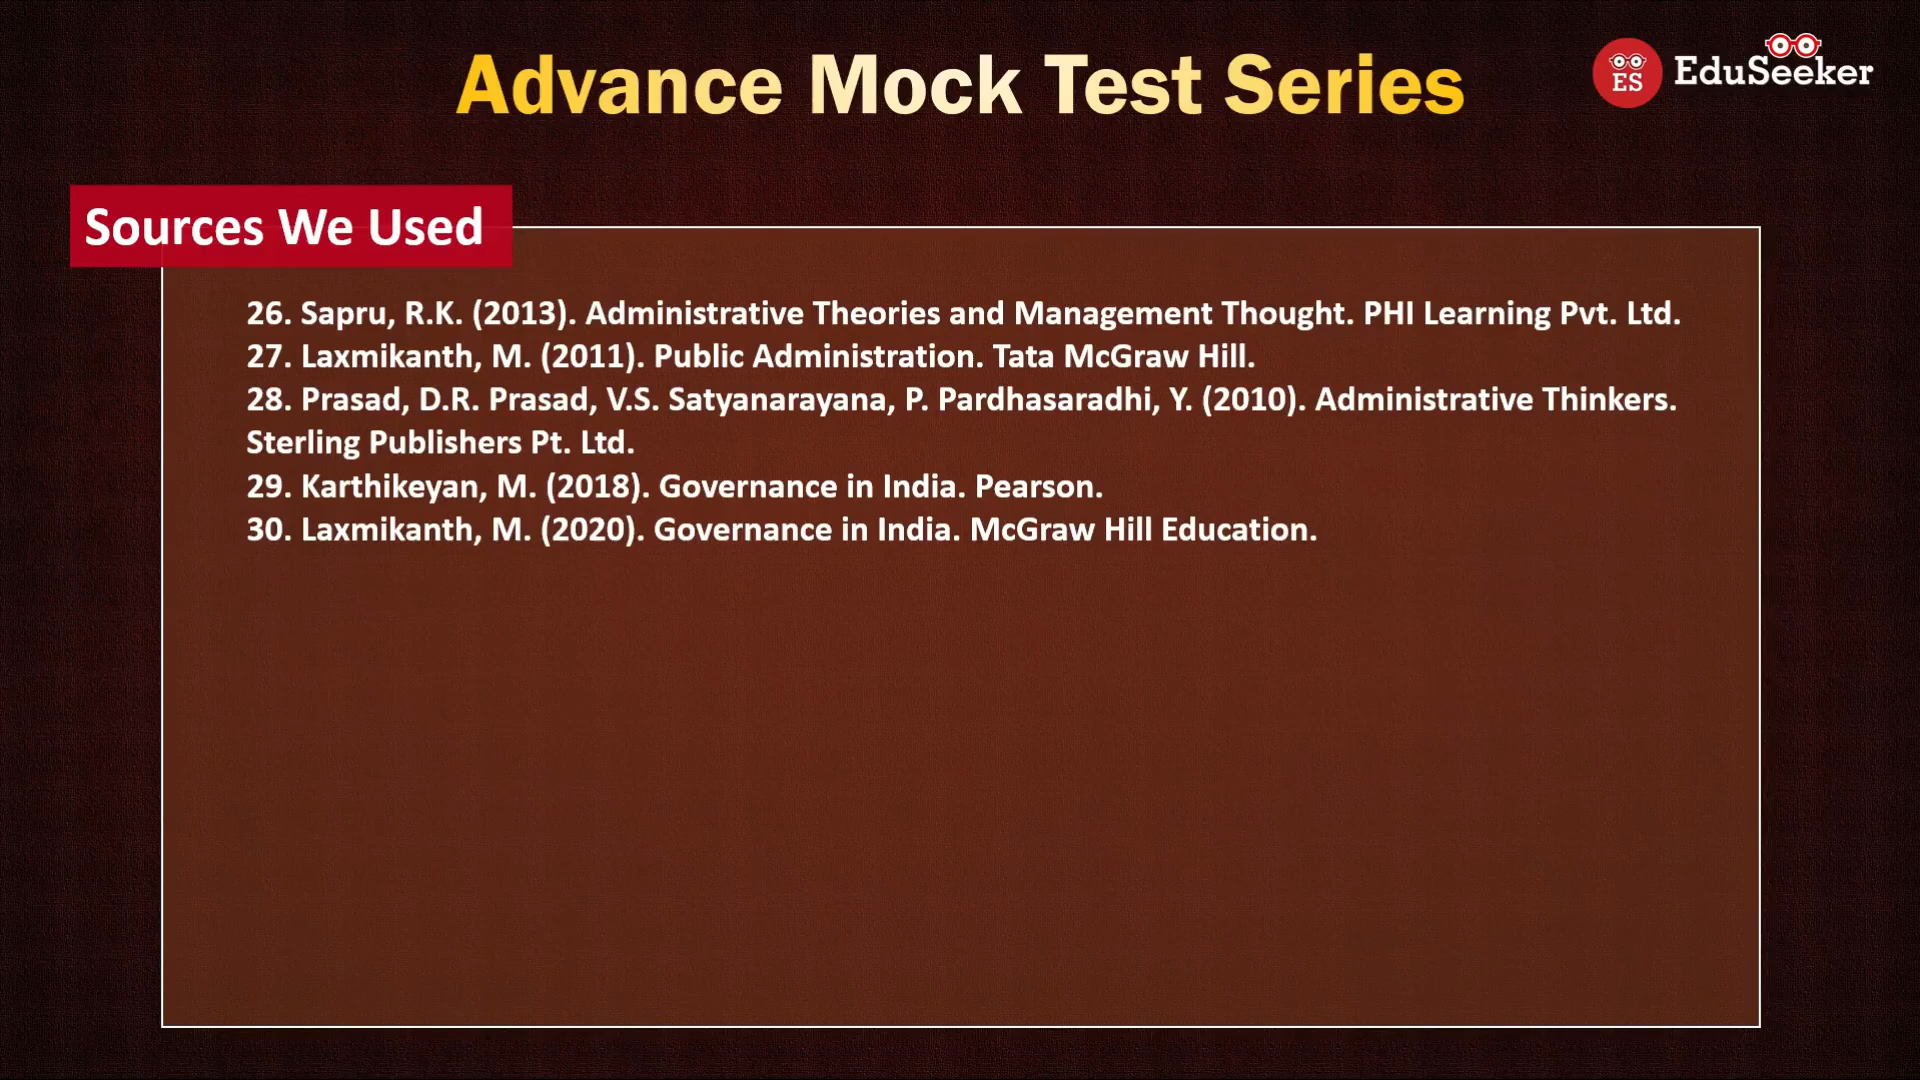 Advance Mock Test Series
ES
EduSeeker
Sources We Used
26. Sapru, R.K. (2013). Administrative Theories and Management Thought. PHI Learning Pvt. Ltd.
27. Laxmikanth, M. (2011). Public Administration. Tata McGraw Hill.
28. Prasad, D.R. Prasad, V.S. Satyanarayana, P. Pardhasaradhi, Y. (2010). Administrative Thinkers.
Sterling Publishers Pt. Ltd.
29. Karthikeyan, M. (2018). Governance in India. Pearson.
30. Laxmikanth, M. (2020). Governance in India. McGraw Hill Education.